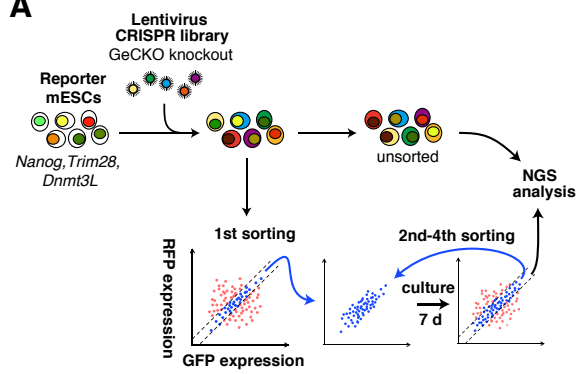 A
Lentivirus
CRISPR library
GeCKO knockout
Reporter
mESCs
Nanog,Trim28,
Dnmt3L
unsorted
NGS
analysis
1st sorting
2nd-4th sorting
RFP expression
culture
7 d
GFP expression